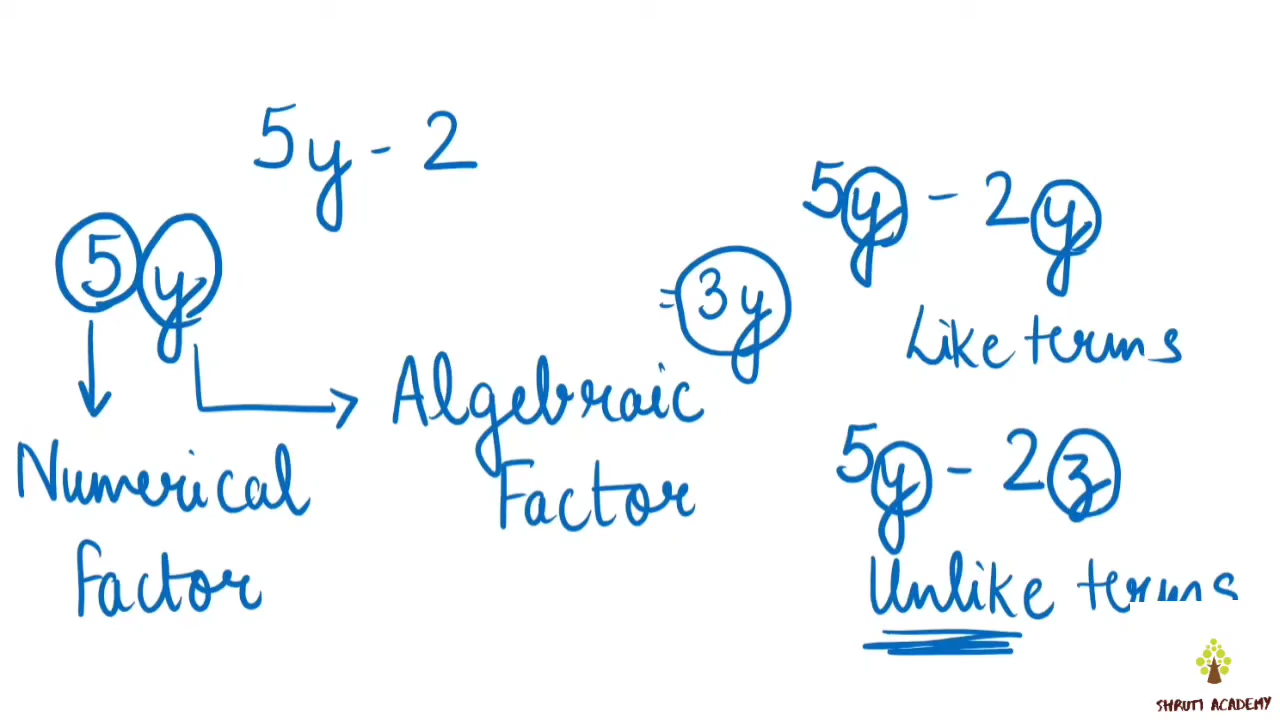 5y - 2
5y
Numerical
Factor
Algebraic
Factor
5y - 2y
= 3y
Like terms
5y - 2z
Unlike terms
SHRUTI ACADEMY